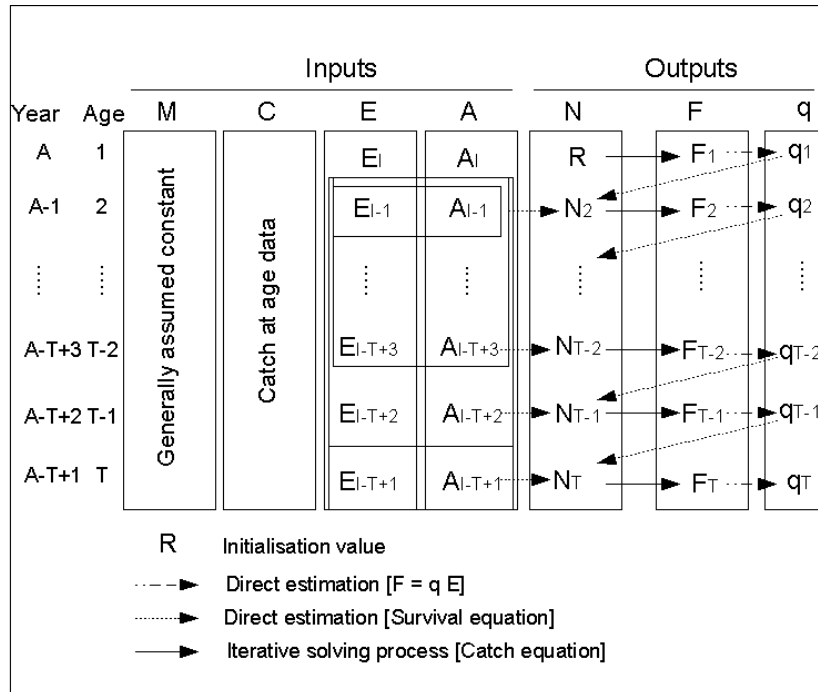 Inputs Outputs
Year Age M C E A N F q
A 1 EI AI R F1 q1
A-1 2 EI-1 AI-1 N2 F2 q2
Generally assumed constant
Catch at age data
A-T+3 T-2 EI-T+3 AI-T+3 NT-2 FT-2 qT-2
A-T+2 T-1 EI-T+2 AI-T+2 NT-1 FT-1 qT-1
A-T+1 T EI-T+1 AI-T+1 NT FT qT
R Initialisation value
Direct estimation [F = q E]
Direct estimation [Survival equation]
Iterative solving process [Catch equation]